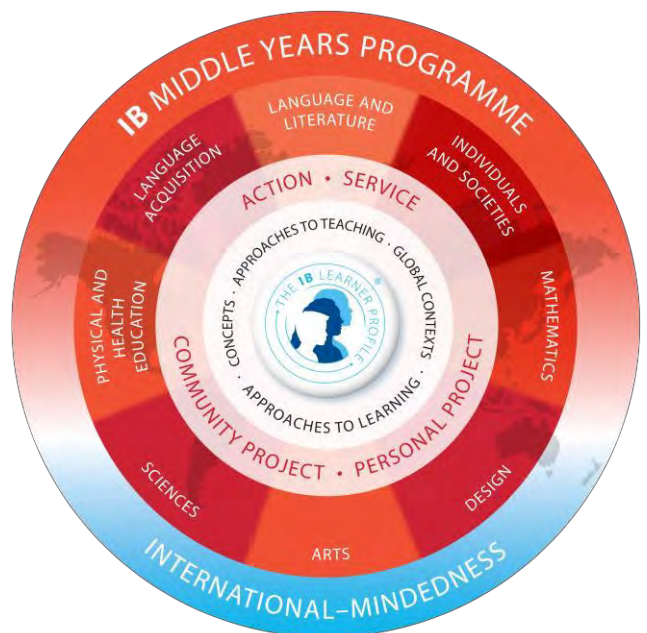 IB MIDDLE YEARS PROGRAMME
LANGUAGE AND
LITERATURE
INDIVIDUALS
AND SOCIETIES
MATHEMATICS
DESIGN
ARTS
SCIENCES
PHYSICAL AND
HEALTH
EDUCATION
LANGUAGE
ACQUISITION
ACTION • SERVICE
COMMUNITY PROJECT • PERSONAL PROJECT
CONCEPTS · APPROACHES TO TEACHING · GLOBAL CONTEXTS ·
· APPROACHES TO LEARNING ·
• THE IB LEARNER PROFILE •
®
INTERNATIONAL–MINDEDNESS